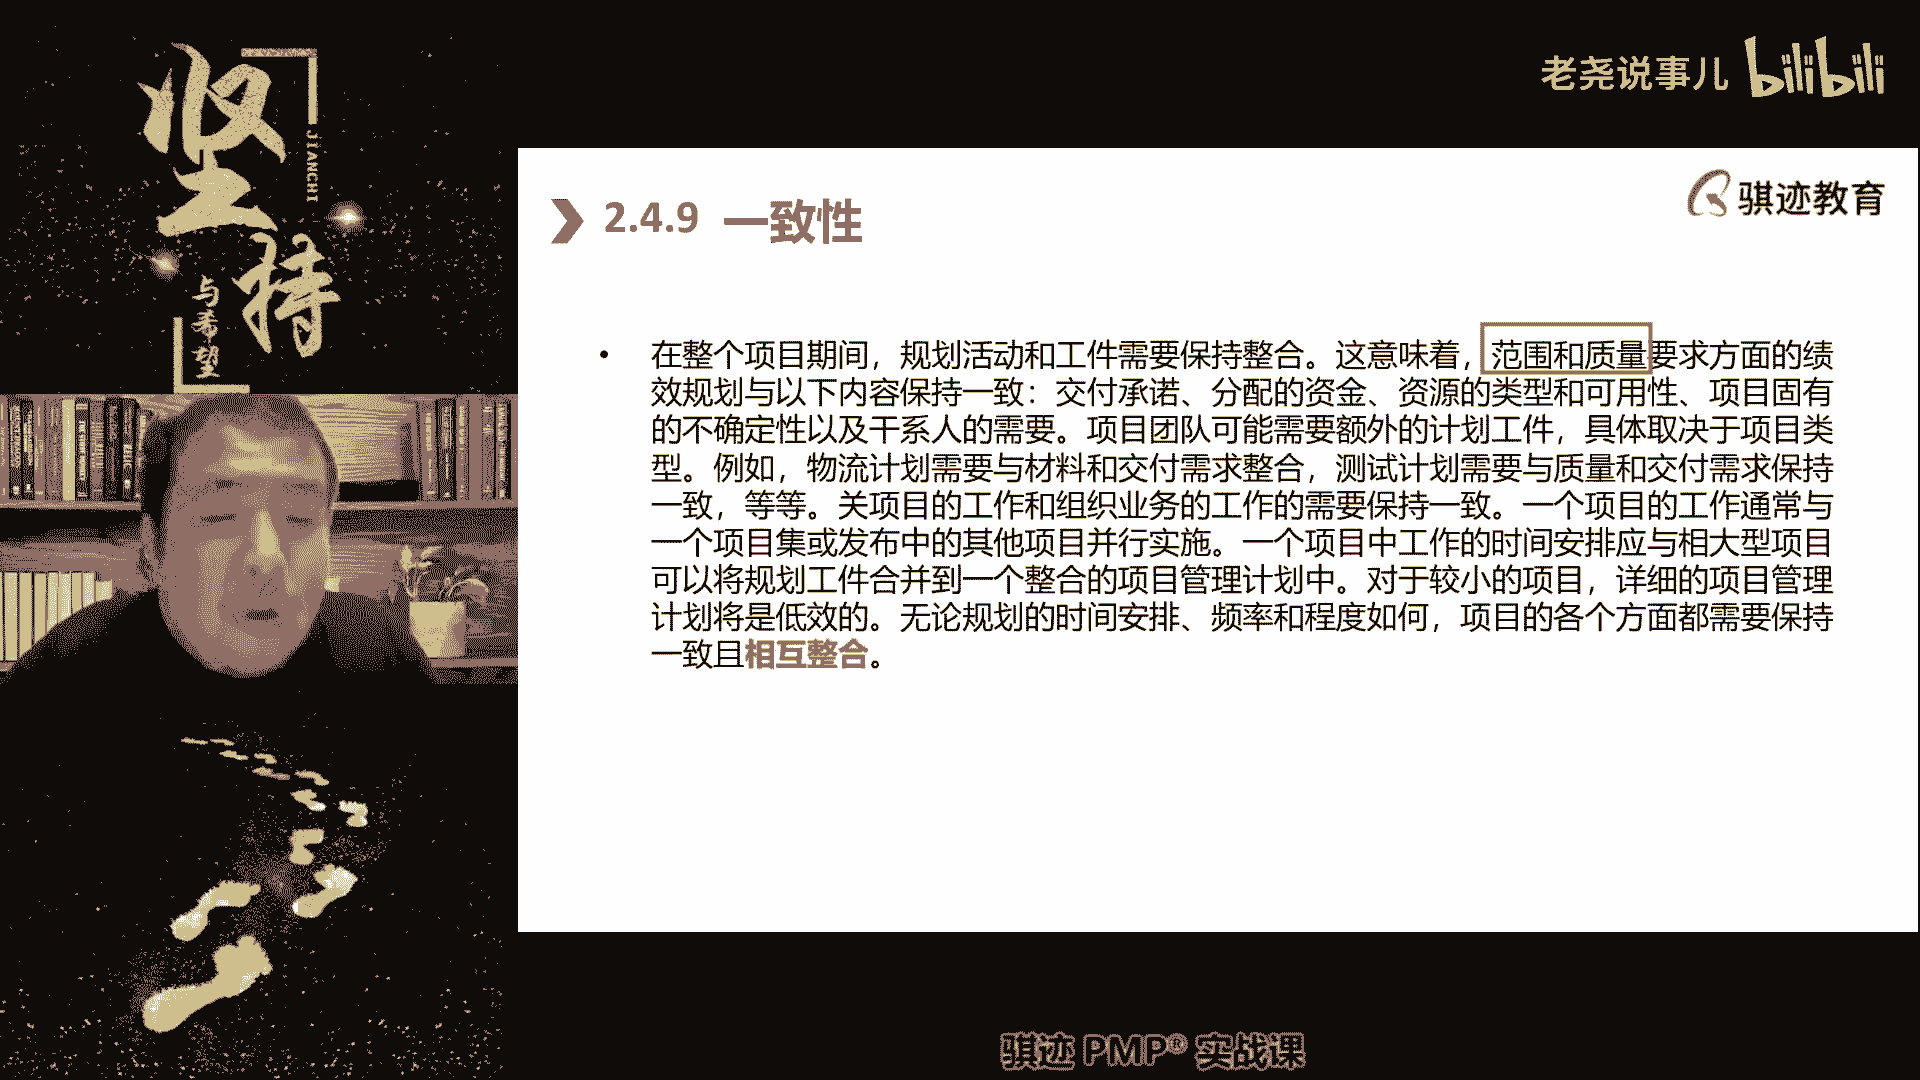 坚持
JIANCHI
与希望
老尧说事儿 bilibili
骐迹教育
2.4.9 一致性
• 在整个项目期间，规划活动和工件需要保持整合。这意味着，范围和质量要求方面的绩
效规划与以下内容保持一致：交付承诺、分配的资金、资源的类型和可用性、项目固有
的不确定性以及干系人的需要。项目团队可能需要额外的计划工件，具体取决于项目类
型。例如，物流计划需要与材料和交付需求整合，测试计划需要与质量和交付需求保持
一致，等等。关项目的工作和组织业务的工作的需要保持一致。一个项目的工作通常与
一个项目集或发布中的其他项目并行实施。一个项目中工作的时间安排应与相大型项目
可以将规划工件合并到一个整合的项目管理计划中。对于较小的项目，详细的项目管理
计划将是低效的。无论规划的时间安排、频率和程度如何，项目的各个方面都需要保持
一致且相互整合。
骐迹 PMP® 实战课